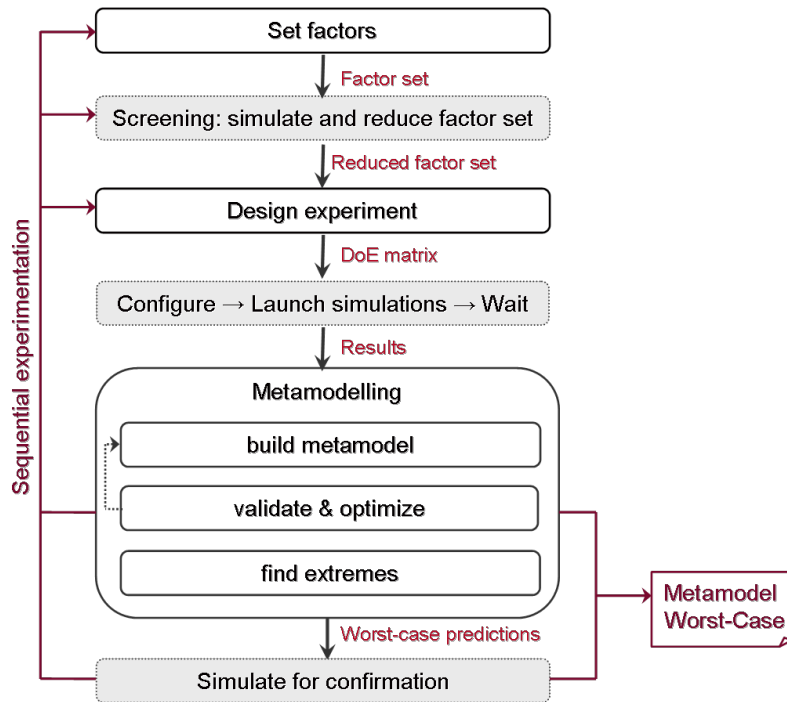 Set factors
Factor set
Screening: simulate and reduce factor set
Reduced factor set
Design experiment
DoE matrix
Configure → Launch simulations → Wait
Results
Sequential experimentation
Metamodelling
build metamodel
validate & optimize
find extremes
Worst-case predictions
Simulate for confirmation
Metamodel
Worst-Case